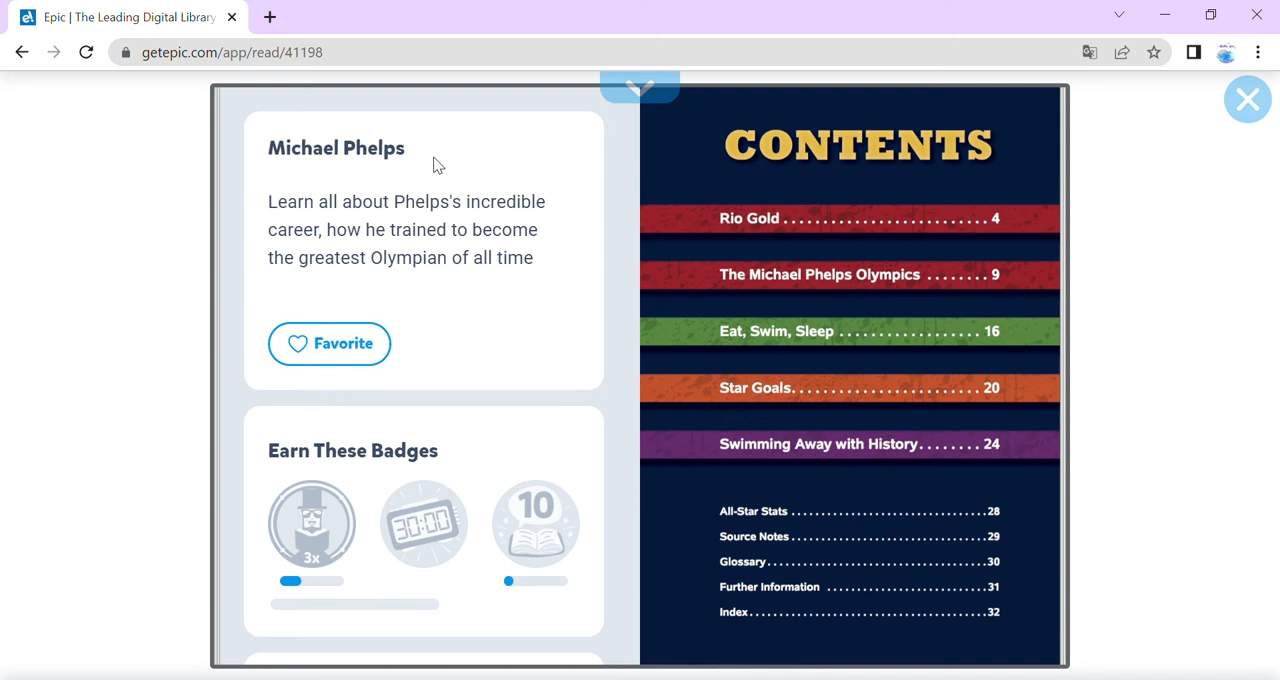 Epic | The Leading Digital Library
getepic.com/app/read/41198
Michael Phelps
Learn all about Phelps's incredible
career, how he trained to become
the greatest Olympian of all time
Favorite
Earn These Badges
3x
30:00
10
CONTENTS
Rio Gold . . . . . . . . . . . . . . . . . . . . . . . . . 4
The Michael Phelps Olympics . . . . . . . . 9
Eat, Swim, Sleep . . . . . . . . . . . . . . . . . 16
Star Goals. . . . . . . . . . . . . . . . . . . . . . . 20
Swimming Away with History. . . . . . . . 24
All-Star Stats . . . . . . . . . . . . . . . . . . . . . . . . . . . . . . . 28
Source Notes . . . . . . . . . . . . . . . . . . . . . . . . . . . . . . . 29
Glossary. . . . . . . . . . . . . . . . . . . . . . . . . . . . . . . . . . . 30
Further Information . . . . . . . . . . . . . . . . . . . . . . . . . 31
Index. . . . . . . . . . . . . . . . . . . . . . . . . . . . . . . . . . . . . . 32